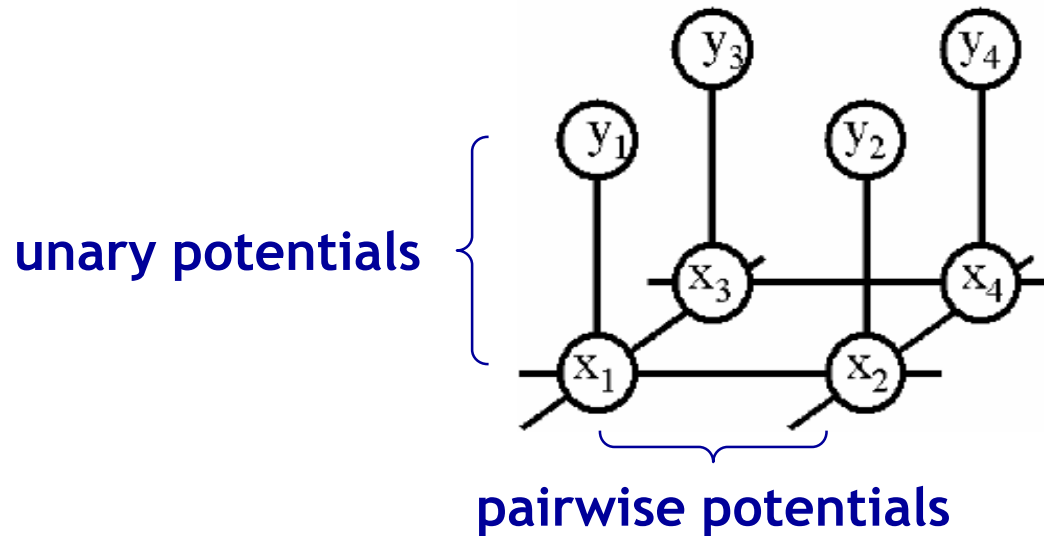 y₃ y₄
y₁ y₂
unary potentials
x₃ x₄
x₁ x₂
pairwise potentials